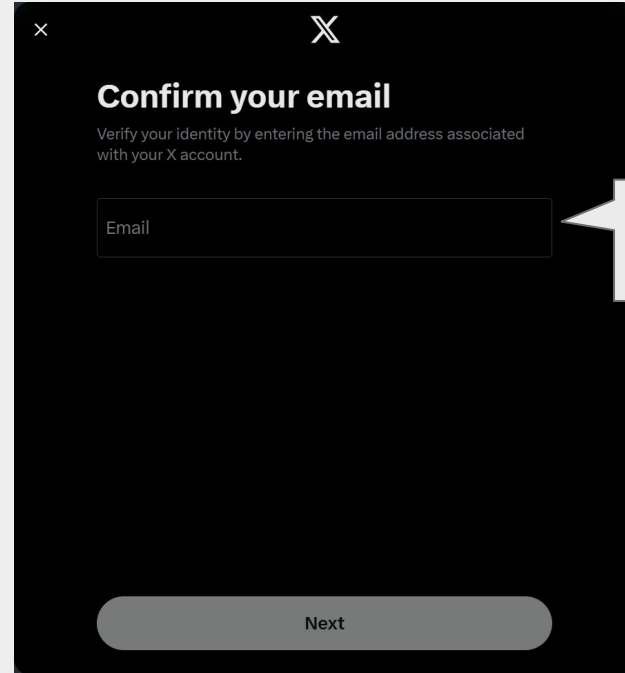 Confirm your email
Verify your identity by entering the email address associated
with your X account.
Email
Next